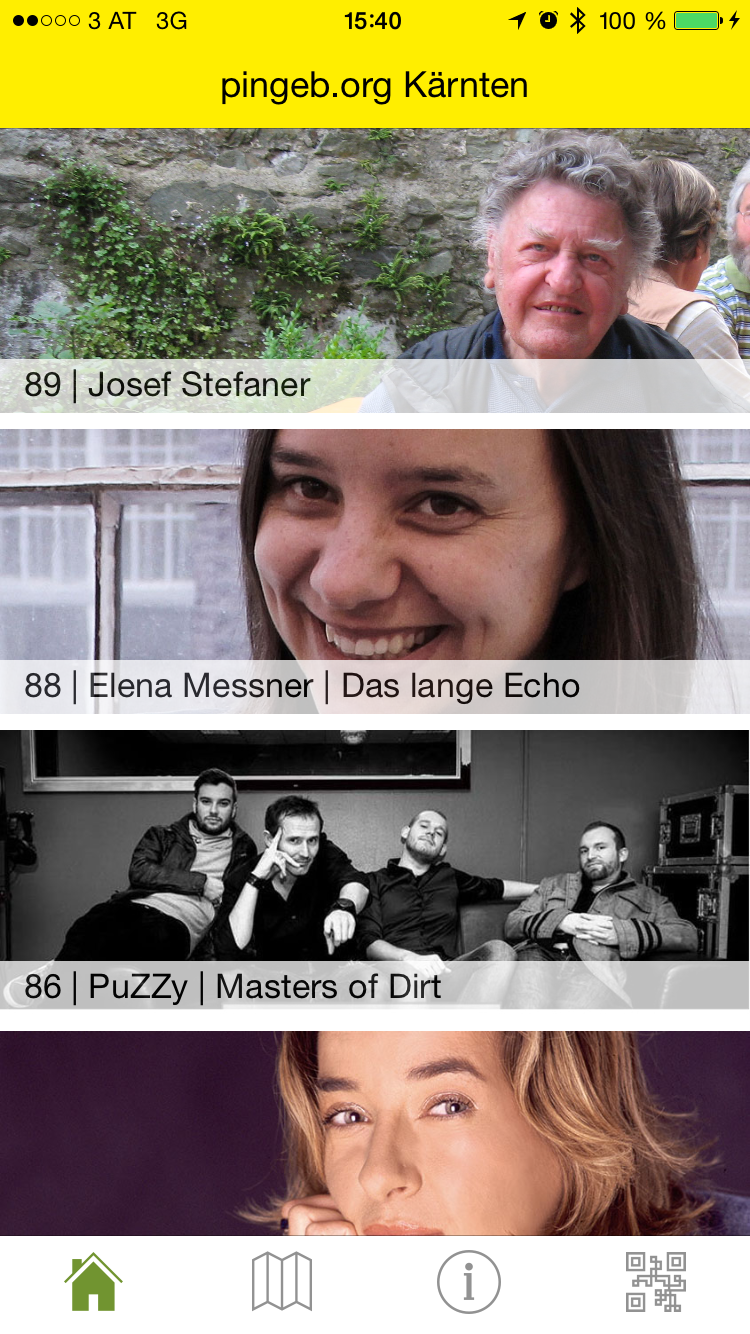 3 AT 3G 15:40 100 %
pingeb.org Kärnten
89 | Josef Stefaner
88 | Elena Messner | Das lange Echo
86 | PuZZy | Masters of Dirt